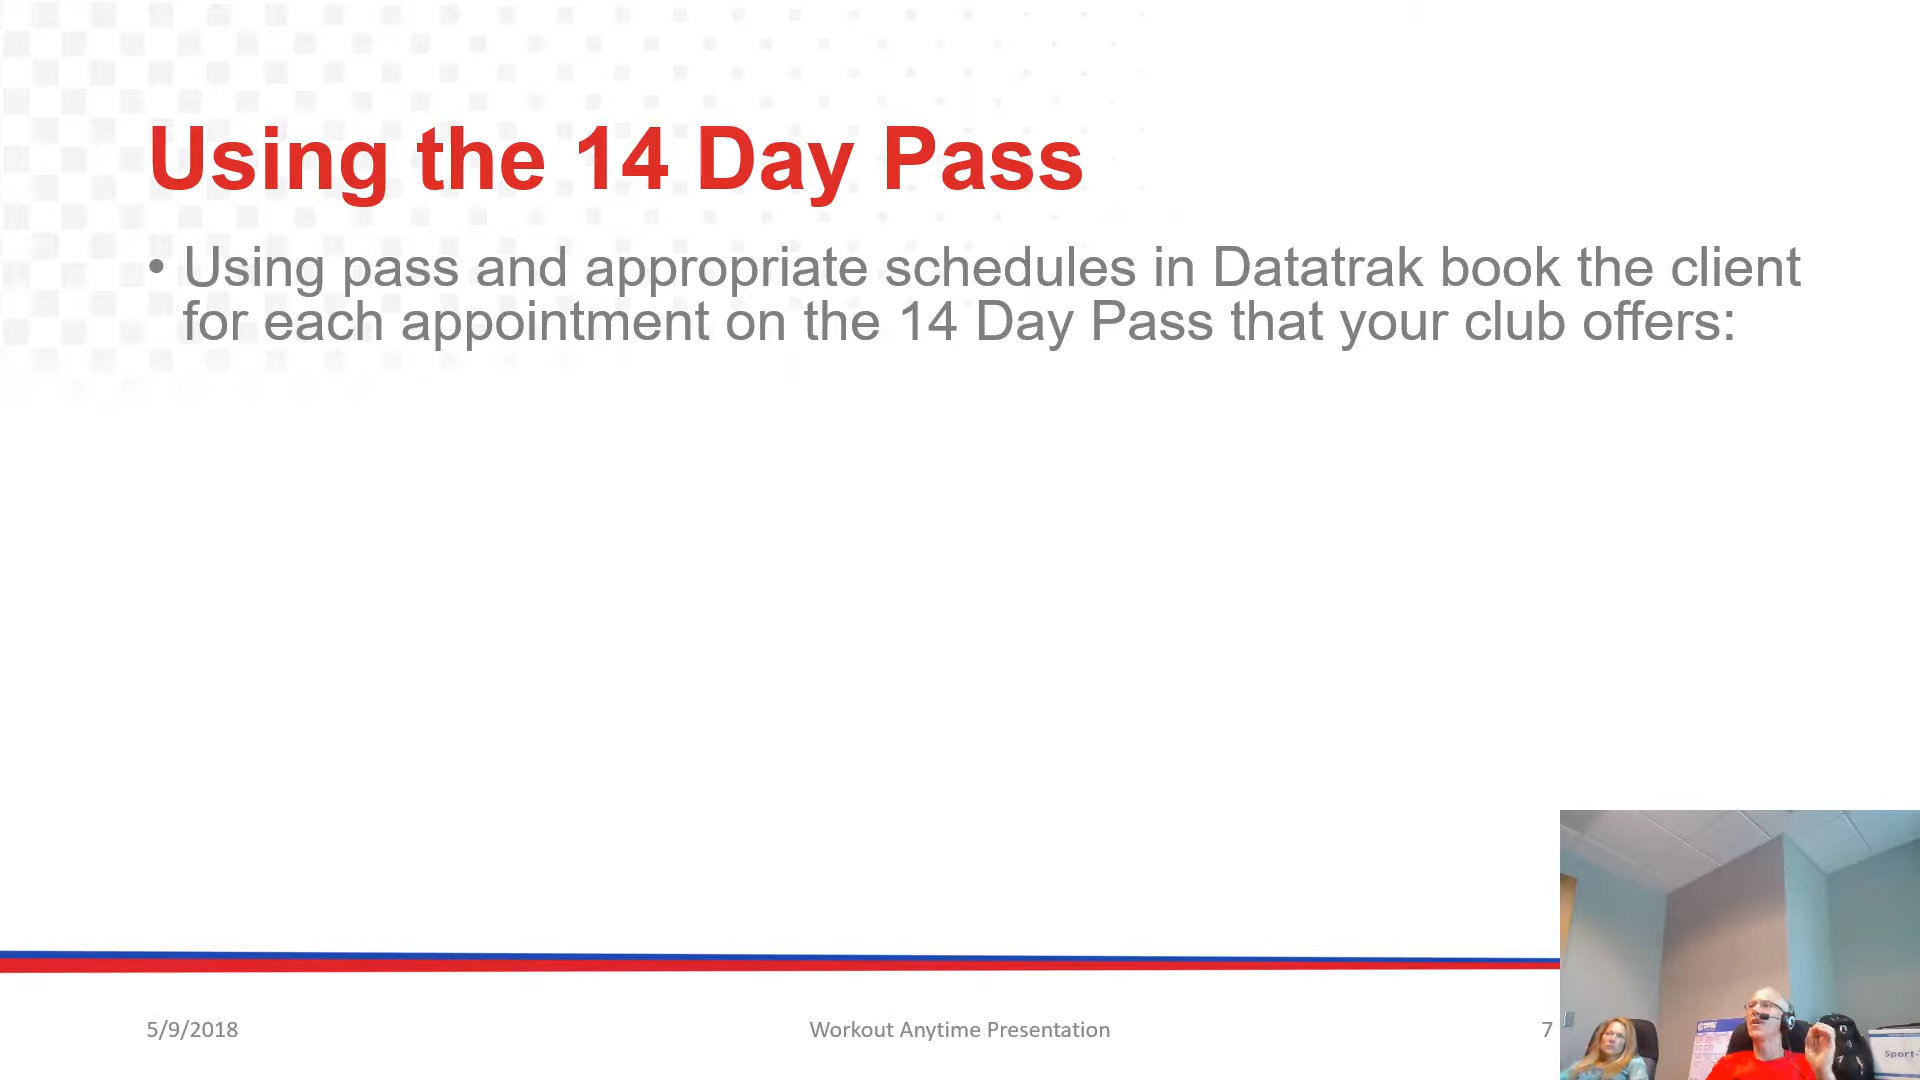 Using the 14 Day Pass
• Using pass and appropriate schedules in Datatrak book the client
for each appointment on the 14 Day Pass that your club offers:
5/9/2018
Workout Anytime Presentation
7
Sport-